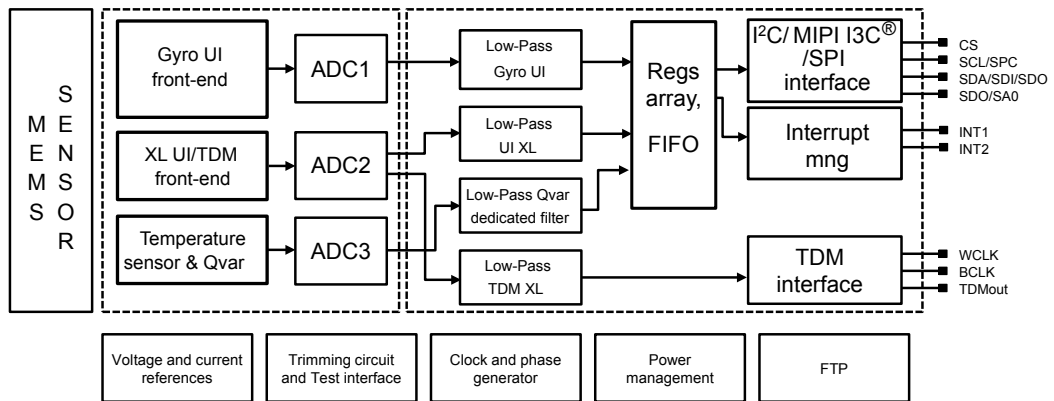 MEMS
SENSOR
Gyro UI
front-end
ADC1
XL UI/TDM
front-end
ADC2
Temperature
sensor & Qvar
ADC3
Low-Pass
Gyro UI
Low-Pass
UI XL
Low-Pass Qvar
dedicated filter
Low-Pass
TDM XL
Regs
array,
FIFO
I²C/ MIPI I3C®
/SPI
interface
Interrupt
mng
TDM
interface
CS
SCL/SPC
SDA/SDI/SDO
SDO/SA0
INT1
INT2
WCLK
BCLK
TDMout
Voltage and current
references
Trimming circuit
and Test interface
Clock and phase
generator
Power
management
FTP